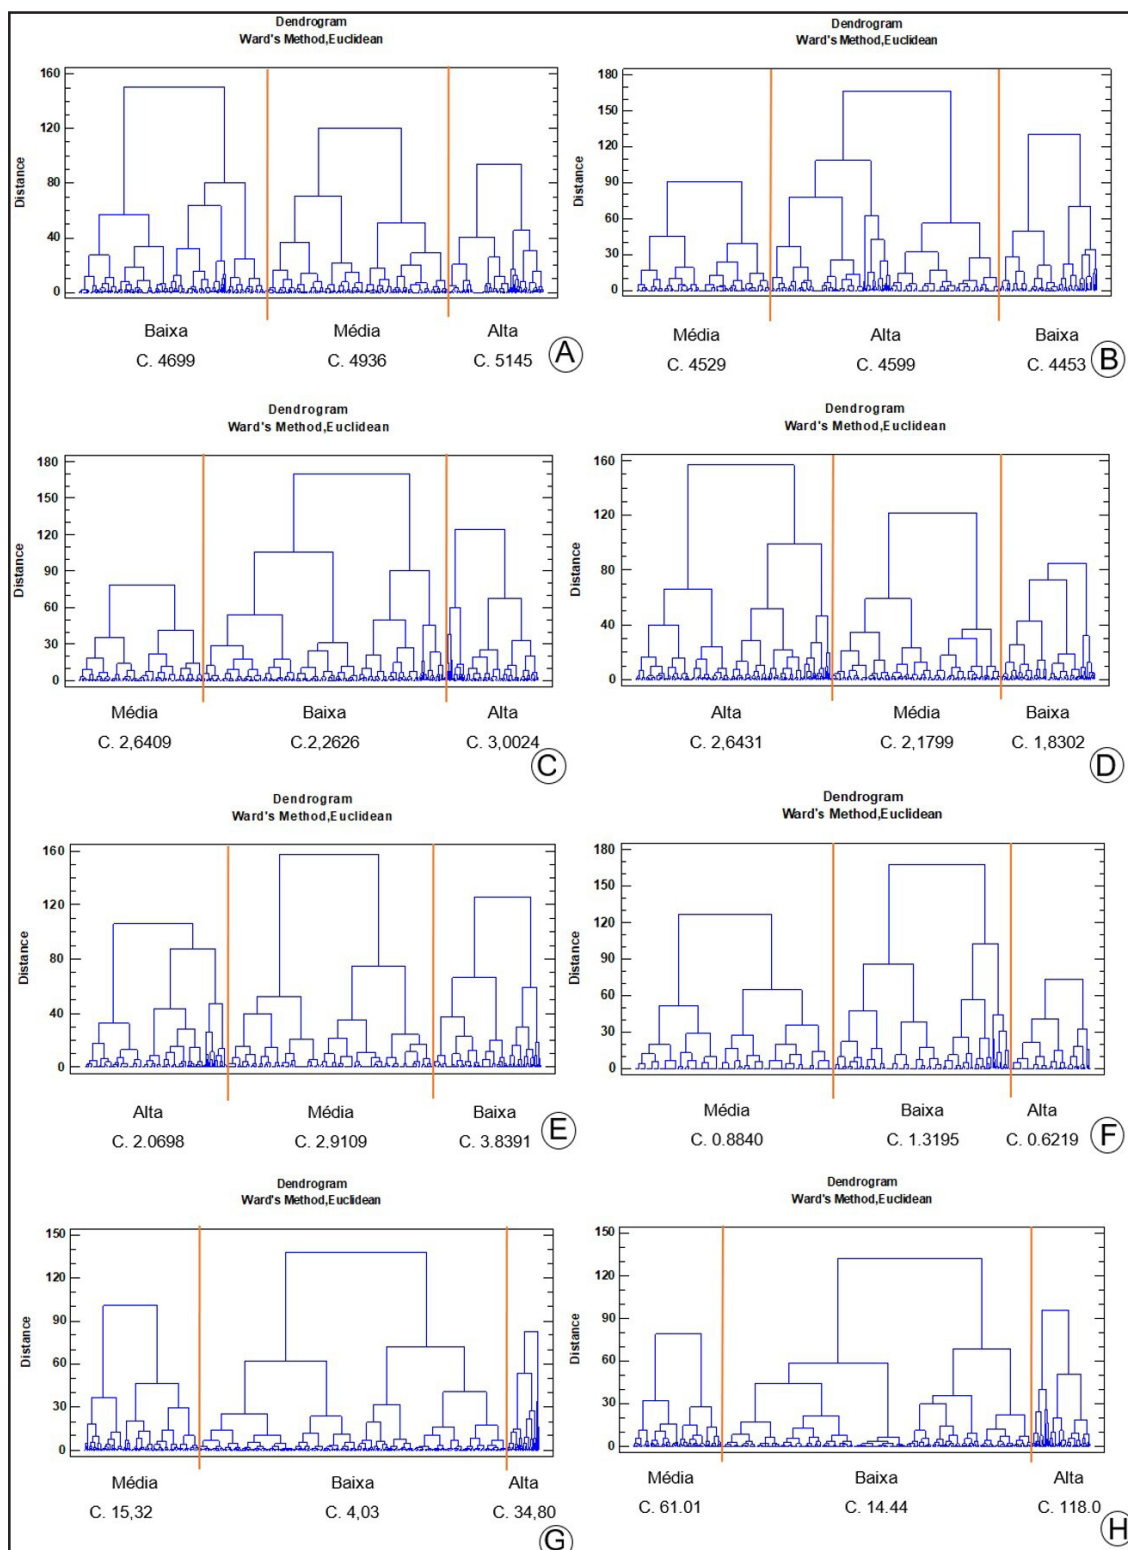 Dendrogram
Ward's Method,Euclidean
160
120
80
40
0
Distance
Baixa Média Alta
C. 4699 C. 4936 C. 5145
A
Dendrogram
Ward's Method,Euclidean
180
150
120
90
60
30
0
Distance
Média Alta Baixa
C. 4529 C. 4599 C. 4453
B
Dendrogram
Ward's Method,Euclidean
180
150
120
90
60
30
0
Distance
Média Baixa Alta
C. 2,6409 C.2,2626 C. 3,0024
C
Dendrogram
Ward's Method,Euclidean
160
120
80
40
0
Distance
Alta Média Baixa
C. 2,6431 C. 2,1799 C. 1,8302
D
Dendrogram
Ward's Method,Euclidean
160
120
80
40
0
Distance
Alta Média Baixa
C. 2.0698 C. 2,9109 C. 3.8391
E
Dendrogram
Ward's Method,Euclidean
180
150
120
90
60
30
0
Distance
Média Baixa Alta
C. 0.8840 C. 1.3195 C. 0.6219
F
Dendrogram
Ward's Method,Euclidean
150
120
90
60
30
0
Distance
Média Baixa Alta
C. 15,32 C. 4,03 C. 34,80
G
Dendrogram
Ward's Method,Euclidean
150
120
90
60
30
0
Distance
Média Baixa Alta
C. 61.01 C. 14.44 C. 118.0
H